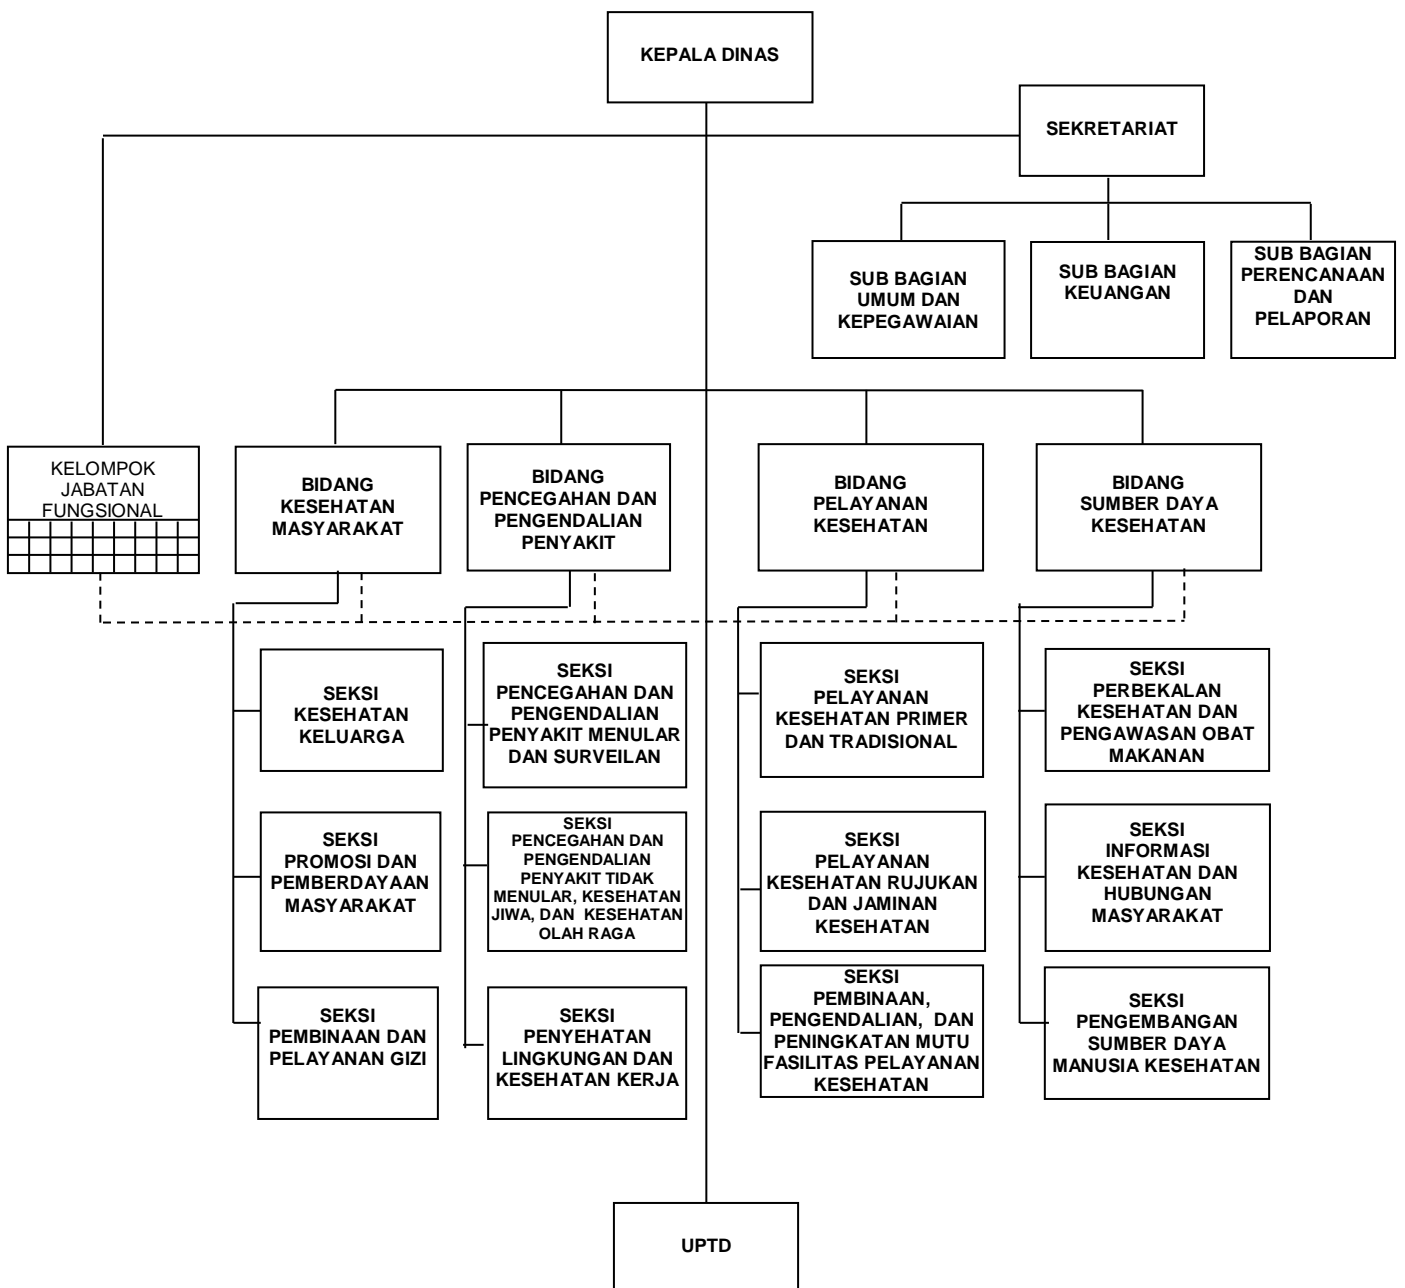 KEPALA DINAS
SEKRETARIAT
SUB BAGIAN
UMUM DAN
KEPEGAWAIAN
SUB BAGIAN
KEUANGAN
SUB BAGIAN
PERENCANAAN
DAN
PELAPORAN
KELOMPOK
JABATAN
FUNGSIONAL
BIDANG
KESEHATAN
MASYARAKAT
BIDANG
PENCEGAHAN DAN
PENGENDALIAN
PENYAKIT
BIDANG
PELAYANAN
KESEHATAN
BIDANG
SUMBER DAYA
KESEHATAN
SEKSI
KESEHATAN
KELUARGA
SEKSI
PENCEGAHAN DAN
PENGENDALIAN
PENYAKIT MENULAR
DAN SURVEILAN
SEKSI
PELAYANAN
KESEHATAN PRIMER
DAN TRADISIONAL
SEKSI
PERBEKALAN
KESEHATAN DAN
PENGAWASAN OBAT
MAKANAN
SEKSI
PROMOSI DAN
PEMBERDAYAAN
MASYARAKAT
SEKSI
PENCEGAHAN DAN
PENGENDALIAN
PENYAKIT TIDAK
MENULAR, KESEHATAN
JIWA, DAN KESEHATAN
OLAH RAGA
SEKSI
PELAYANAN
KESEHATAN RUJUKAN
DAN JAMINAN
KESEHATAN
SEKSI
INFORMASI
KESEHATAN DAN
HUBUNGAN
MASYARAKAT
SEKSI
PEMBINAAN DAN
PELAYANAN GIZI
SEKSI
PENYEHATAN
LINGKUNGAN DAN
KESEHATAN KERJA
SEKSI
PEMBINAAN,
PENGENDALIAN, DAN
PENINGKATAN MUTU
FASILITAS PELAYANAN
KESEHATAN
SEKSI
PENGEMBANGAN
SUMBER DAYA
MANUSIA KESEHATAN
UPTD